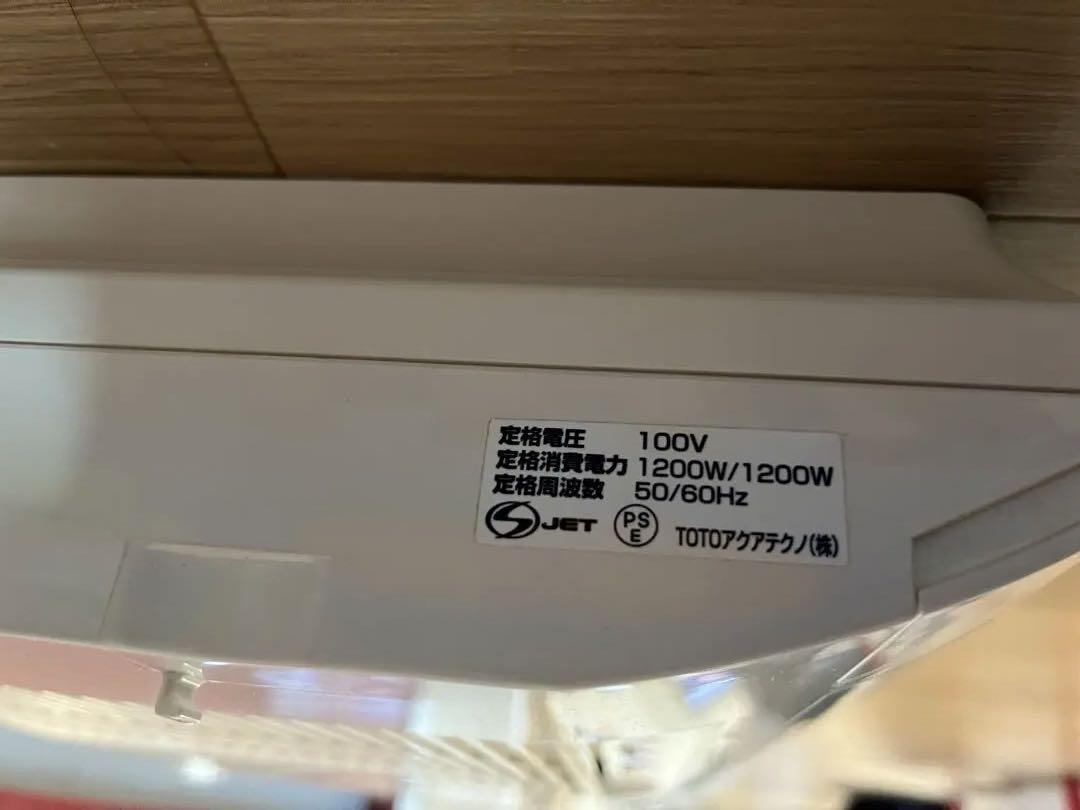 定格電圧 100V
定格消費電力 1200W/1200W
定格周波数 50/60Hz
S JET PSE TOTOアクアテクノ(株)